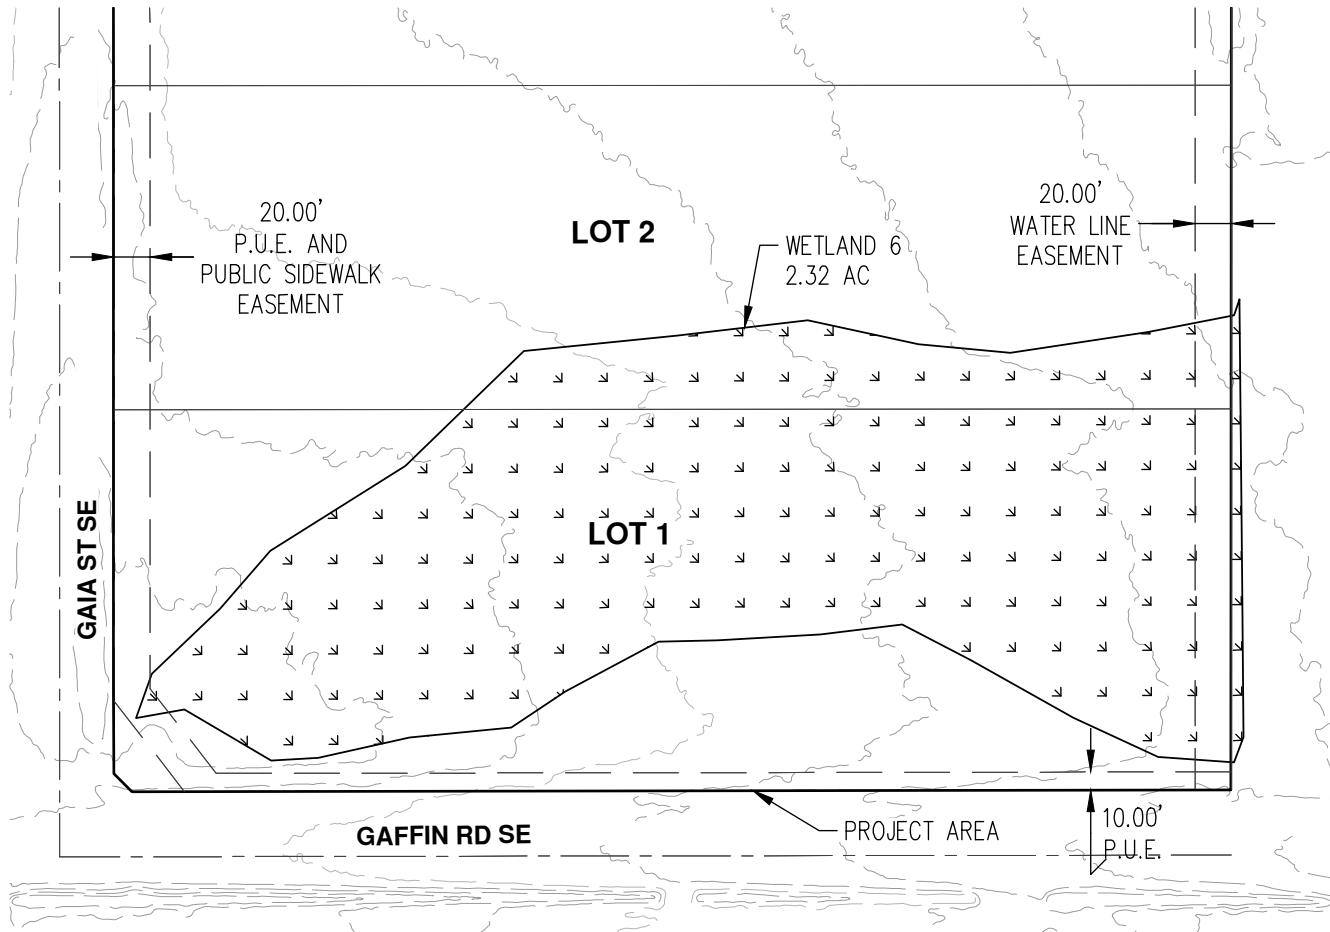 20.00'
WATER LINE
EASEMENT
20.00'
P.U.E. AND
PUBLIC SIDEWALK
EASEMENT
LOT 2
WETLAND 6
2.32 AC
LOT 1
GAIA ST SE
10.00'
P.U.E.
PROJECT AREA
GAFFIN RD SE